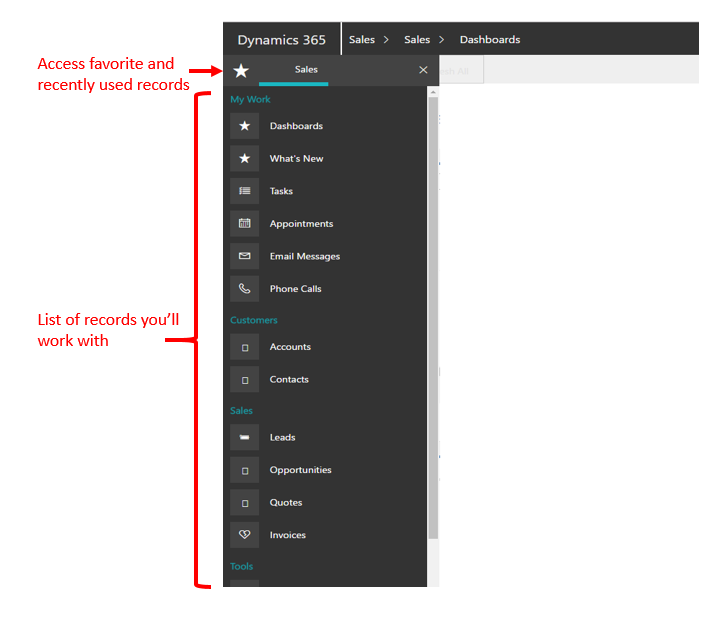 Dynamics 365 Sales > Sales > Dashboards
Access favorite and
recently used records
Sales
My Work
Dashboards
What's New
Tasks
Appointments
Email Messages
Phone Calls
List of records you'll
work with
Customers
Accounts
Contacts
Sales
Leads
Opportunities
Quotes
Invoices
Tools